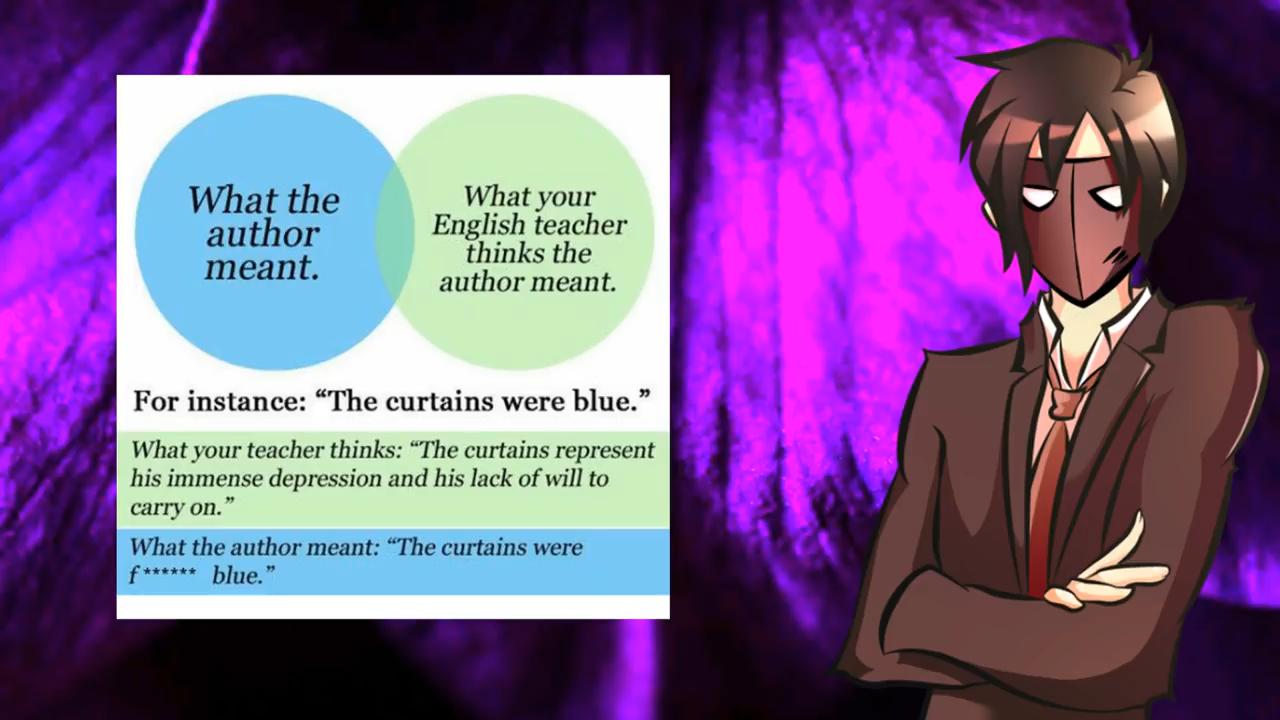 What the
author
meant.
What your
English teacher
thinks the
author meant.
For instance: “The curtains were blue.”
What your teacher thinks: “The curtains represent
his immense depression and his lack of will to
carry on.”
What the author meant: “The curtains were
f****** blue.”